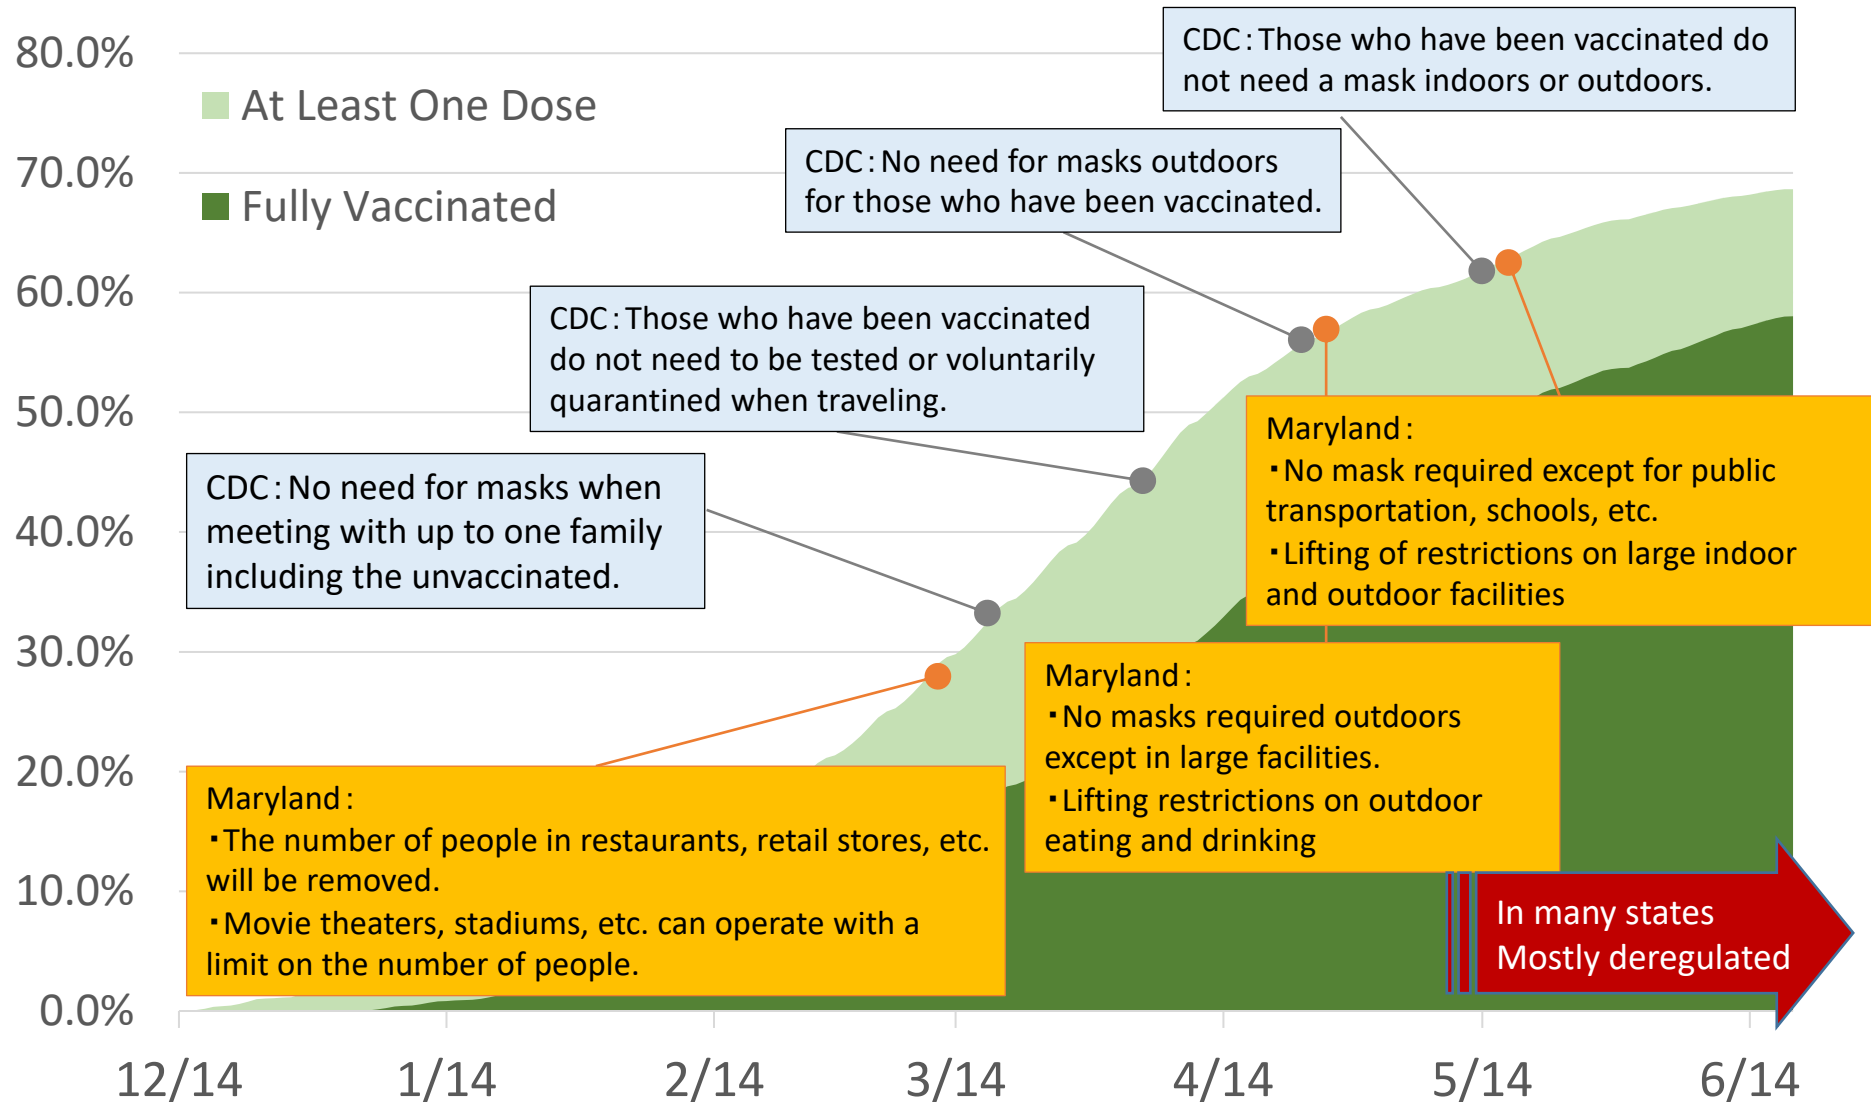 80.0%
70.0%
60.0%
50.0%
40.0%
30.0%
20.0%
10.0%
0.0%
At Least One Dose
Fully Vaccinated
CDC：Those who have been vaccinated do
not need a mask indoors or outdoors.
CDC：No need for masks outdoors
for those who have been vaccinated.
CDC：Those who have been vaccinated
do not need to be tested or voluntarily
quarantined when traveling.
CDC：No need for masks when
meeting with up to one family
including the unvaccinated.
Maryland：
・No mask required except for public
transportation, schools, etc.
・Lifting of restrictions on large indoor
and outdoor facilities
Maryland：
・No masks required outdoors
except in large facilities.
・Lifting restrictions on outdoor
eating and drinking
Maryland：
・The number of people in restaurants, retail stores, etc.
will be removed.
・Movie theaters, stadiums, etc. can operate with a
limit on the number of people.
In many states
Mostly deregulated
12/14
1/14
2/14
3/14
4/14
5/14
6/14